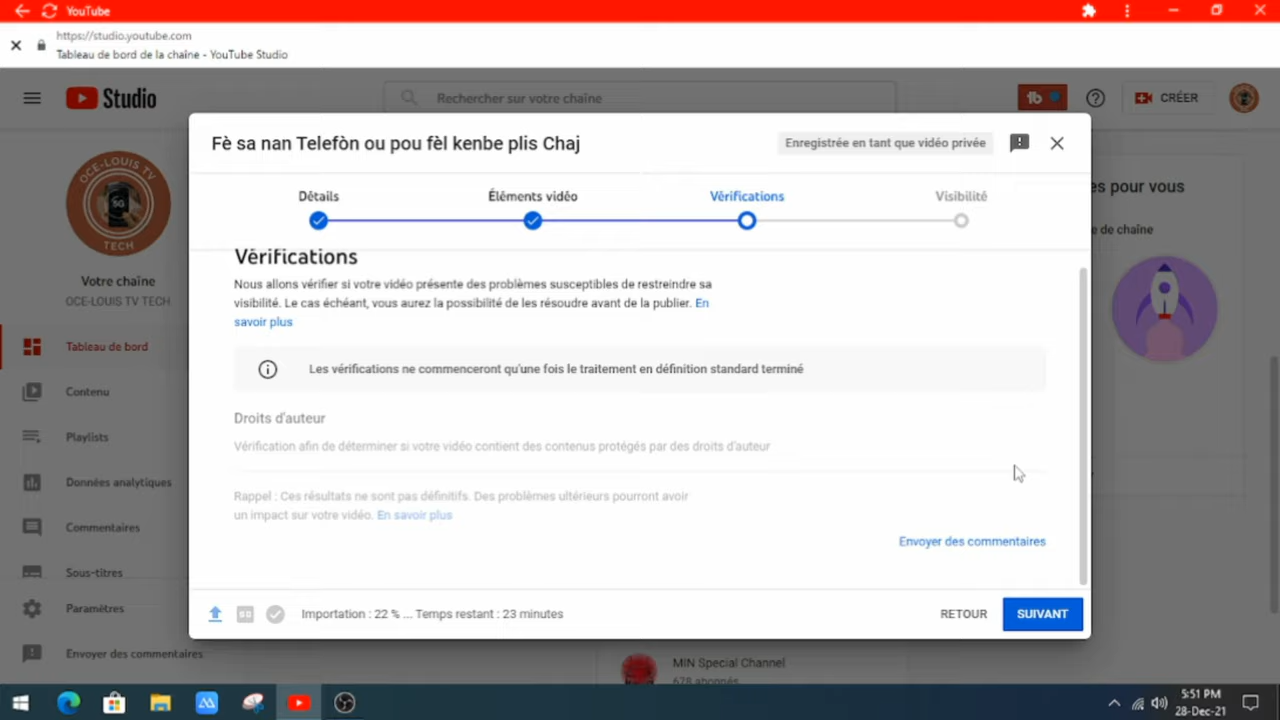 YouTube
https://studio.youtube.com
Tableau de bord de la chaîne - YouTube Studio
Studio
Rechercher sur votre chaîne
CRÉER
Fè sa nan Telefòn ou pou fèl kenbe plis Chaj
Enregistrée en tant que vidéo privée
Détails
Éléments vidéo
Vérifications
Visibilité
Vérifications
Nous allons vérifier si votre vidéo présente des problèmes susceptibles de restreindre sa
visibilité. Le cas échéant, vous aurez la possibilité de les résoudre avant de la publier. En
savoir plus
Les vérifications ne commenceront qu'une fois le traitement en définition standard terminé
Droits d'auteur
Vérification afin de déterminer si votre vidéo contient des contenus protégés par des droits d'auteur
Rappel : Ces résultats ne sont pas définitifs. Des problèmes ultérieurs pourront avoir
un impact sur votre vidéo. En savoir plus
Envoyer des commentaires
Importation : 22 % ... Temps restant : 23 minutes
RETOUR
SUIVANT
OCE-LOUIS TV
5G
TECH
Votre chaîne
OCE-LOUIS TV TECH
Tableau de bord
Contenu
Playlists
Données analytiques
Commentaires
Sous-titres
Paramètres
Envoyer des commentaires
pour vous
de chaîne
MIN Special Channel
678 abonnés
5:51 PM
28-Dec-21